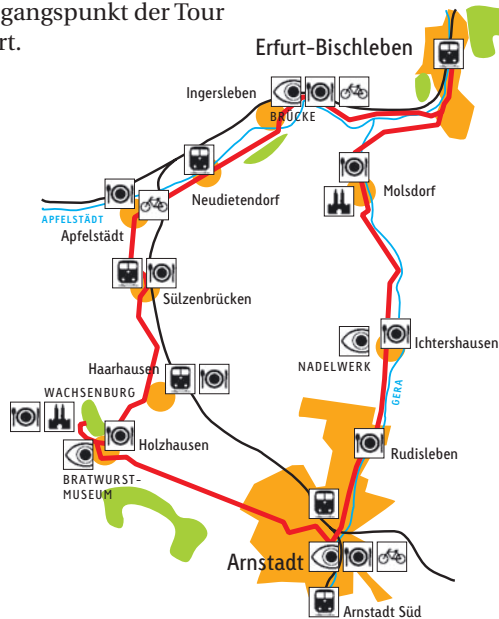 gangspunkt der Tour
rt.
Erfurt-Bischleben
Ingersleben
BRÜCKE
Molsdorf
Neudietendorf
APFELSTÄDT
Apfelstädt
Sülzenbrücken
Ichtershausen
NADELWERK
GERA
Haarhausen
WACHSENBURG
Holzhausen
Rudisleben
BRATWURST-
MUSEUM
Arnstadt
Arnstadt Süd